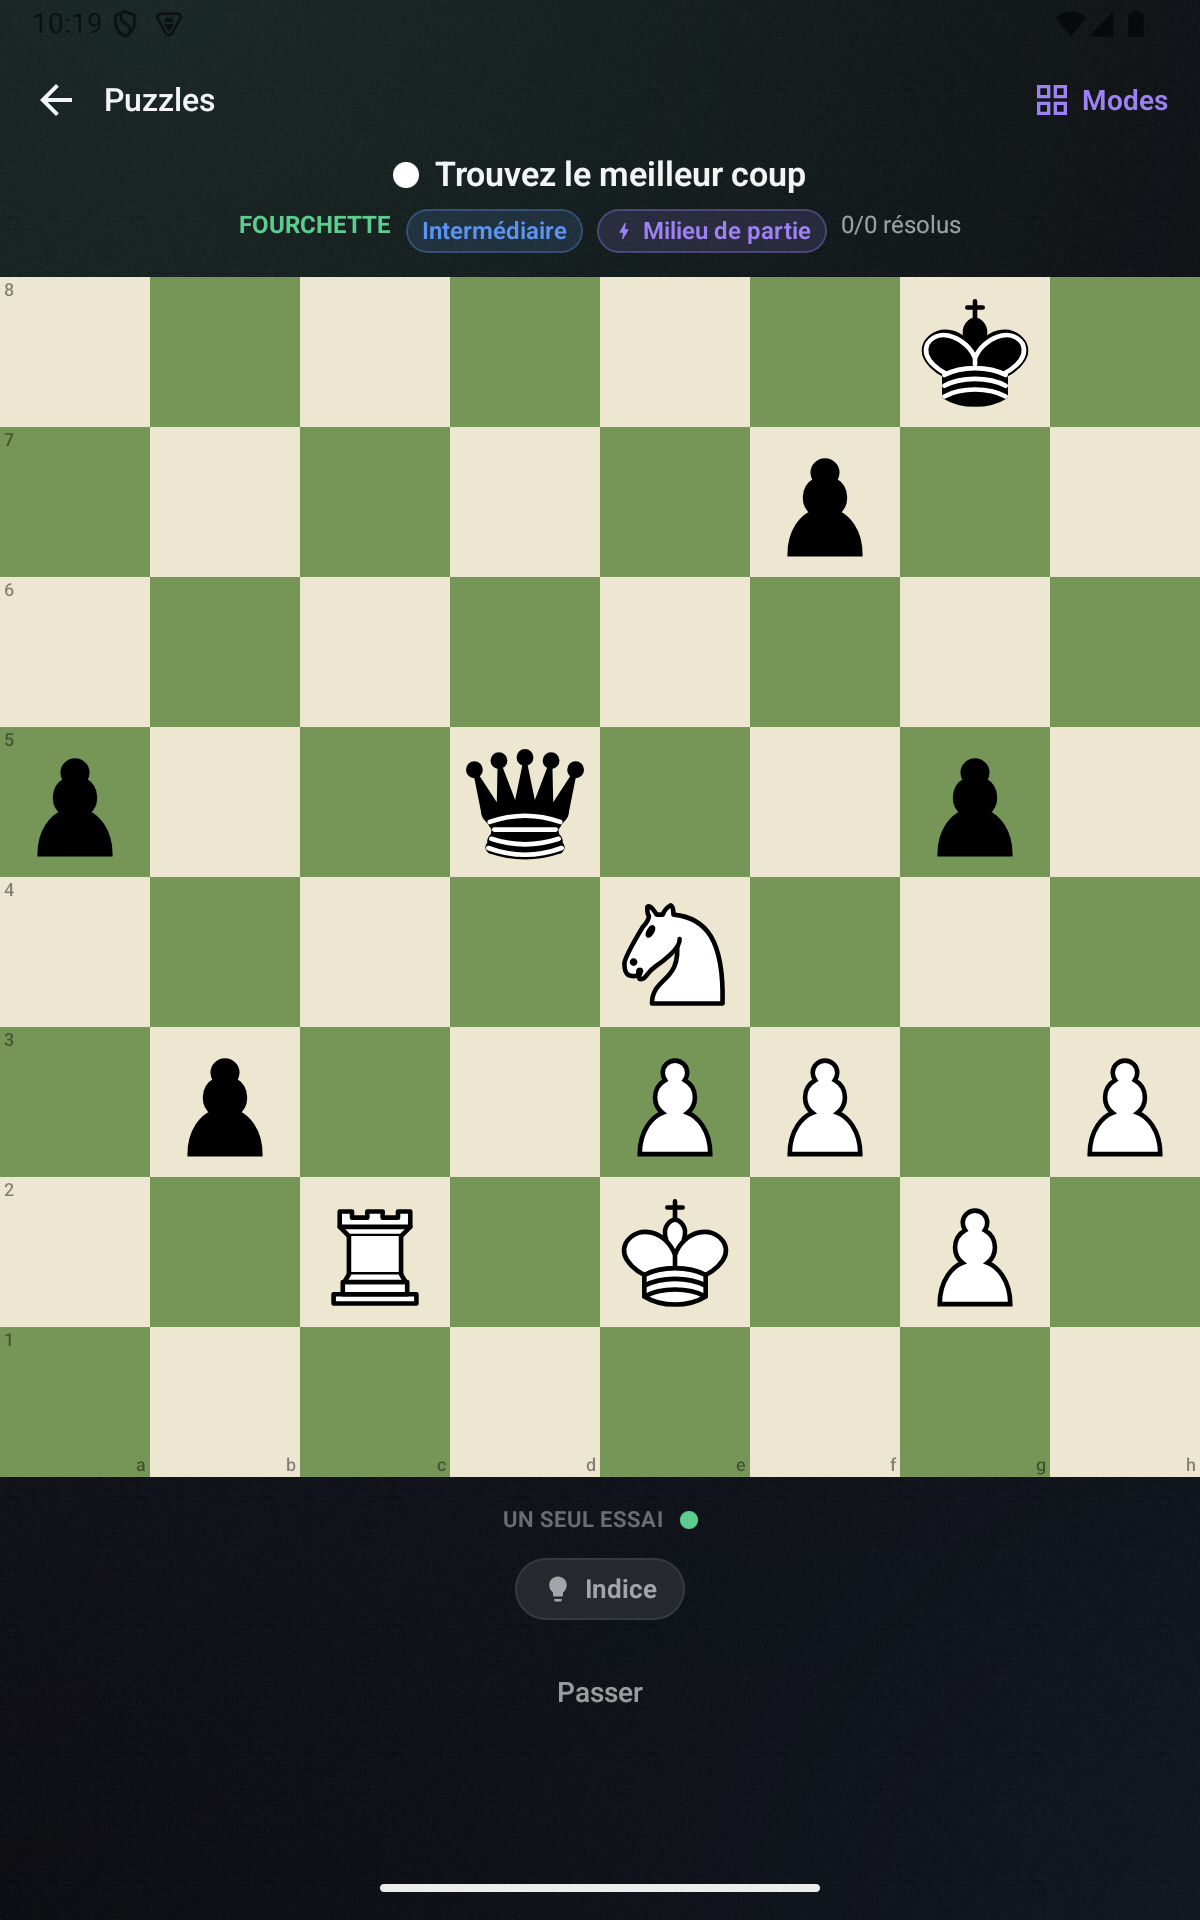 10:19
Puzzles
Modes
Trouvez le meilleur coup
FOURCHETTE Intermédiaire Milieu de partie 0/0 résolus
8
7
6
5
4
3
2
1
a b c d e f g h
UN SEUL ESSAI
Indice
Passer